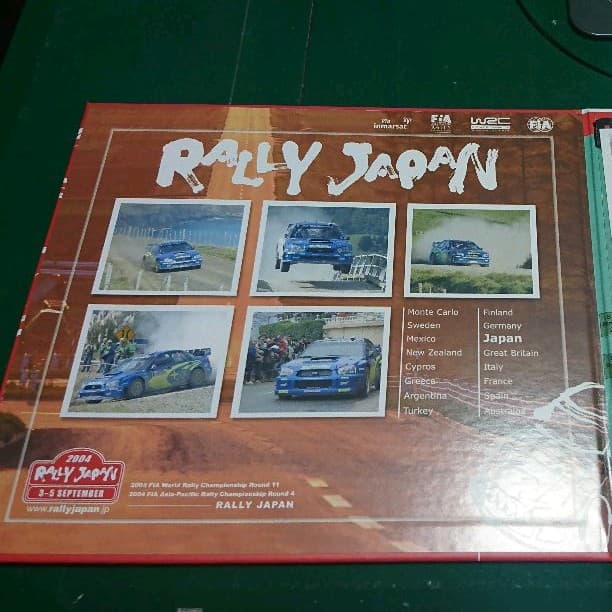 inmarsat
FIA
WRC
FIA
RALLY JAPAN
Monte Carlo
Sweden
Mexico
New Zealand
Cypros
Greece
Argentina
Turkey
Finland
Germany
Japan
Great Britain
Italy
France
Spain
Australia
2004
RALLY JAPAN
3-5 SEPTEMBER
www.rallyjapan.jp
2004 FIA World Rally Championship Round 11
2004 FIA Asia-Pacific Rally Championship Round 4
RALLY JAPAN